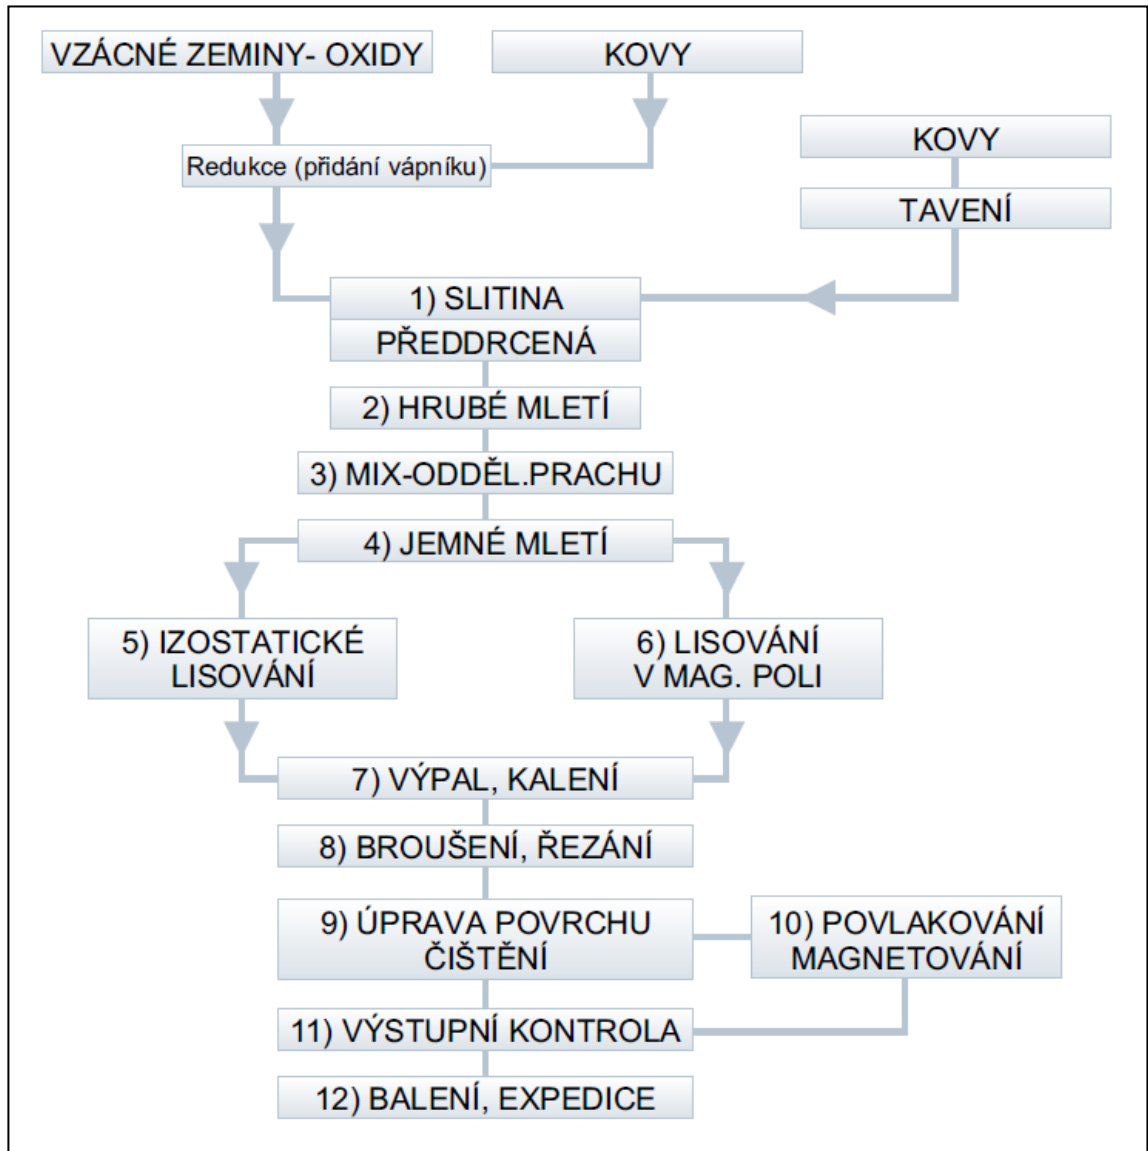 VZÁCNÉ ZEMINY- OXIDY
KOVY
KOVY
Redukce (přidání vápníku)
TAVENÍ
1) SLITINA
PŘEDDRCENÁ
2) HRUBÉ MLETÍ
3) MIX-ODDĚL.PRACHU
4) JEMNÉ MLETÍ
5) IZOSTATICKÉ
LISOVÁNÍ
6) LISOVÁNÍ
V MAG. POLI
7) VÝPAL, KALENÍ
8) BROUŠENÍ, ŘEZÁNÍ
9) ÚPRAVA POVRCHU
ČIŠTĚNÍ
10) POVLAKOVÁNÍ
MAGNETOVÁNÍ
11) VÝSTUPNÍ KONTROLA
12) BALENÍ, EXPEDICE